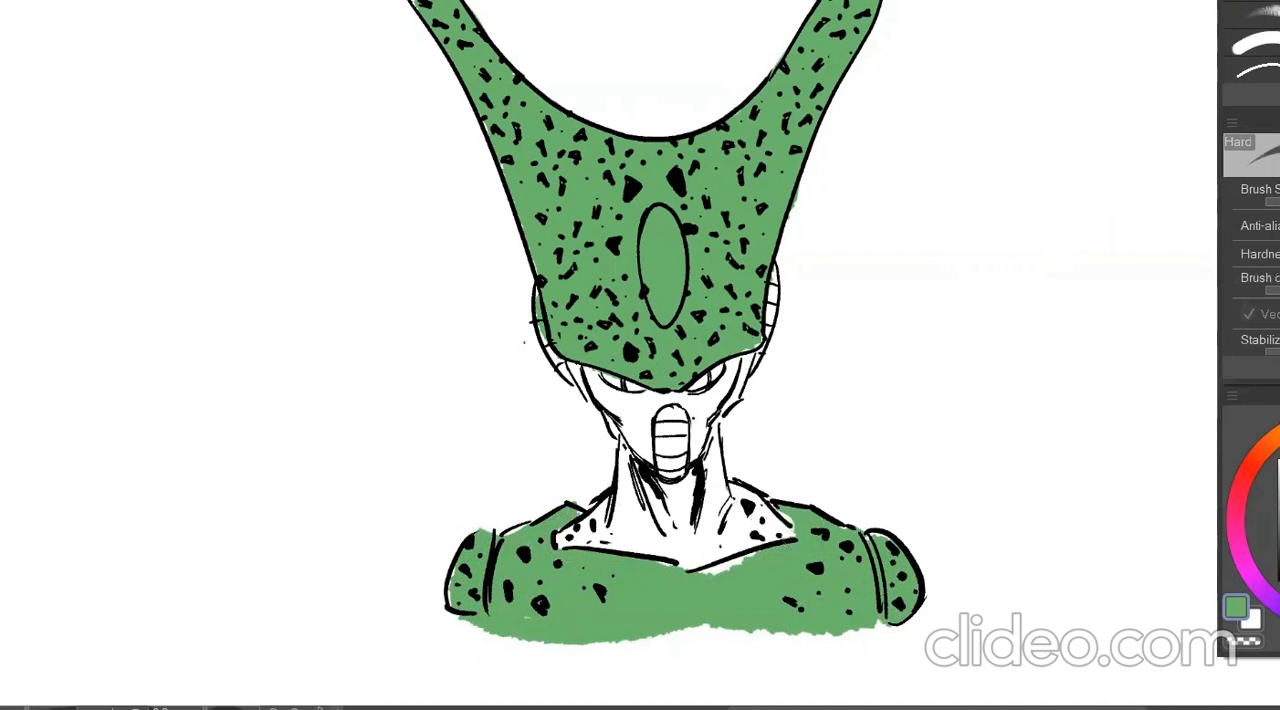 Hard
Brush S
Anti-alia
Hardne
Brush d
Vec
Stabiliz
clideo.com